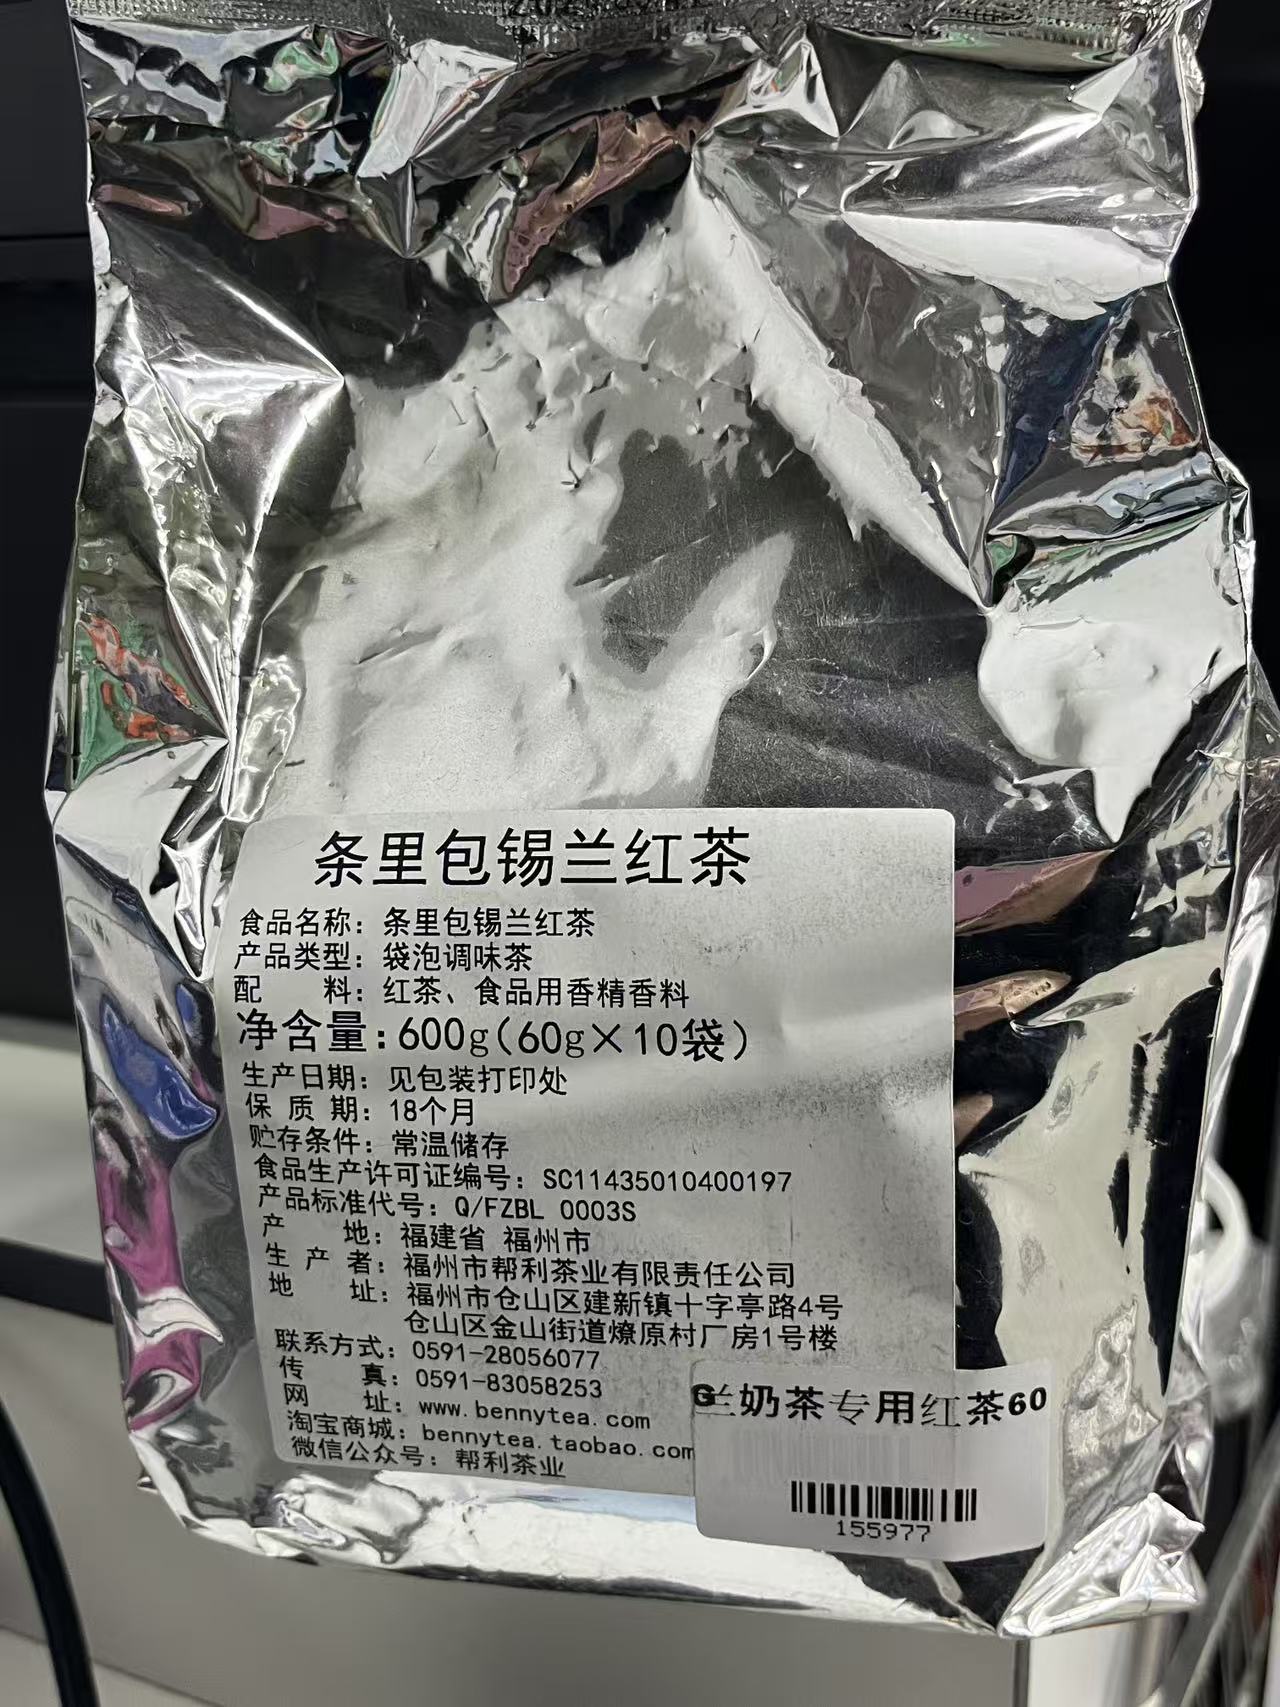 条里包锡兰红茶
食品名称：条里包锡兰红茶
产品类型：袋泡调味茶
配 料：红茶、食品用香精香料
净含量：600g（60g×10袋）
生产日期：见包装打印处
保 质 期：18个月
贮存条件：常温储存
食品生产许可证编号：SC11435010400197
产品标准代号：Q/FZBL 0003S
产 地：福建省 福州市
生 产 者：福州市帮利茶业有限责任公司
地 址：福州市仓山区建新镇十字亭路4号
仓山区金山街道燎原村厂房1号楼
联系方式：0591-28056077
传 真：0591-83058253
网 址：www.bennytea.com
淘宝商城：bennytea.taobao.com
微信公众号：帮利茶业
G兰奶茶专用红茶60
155977